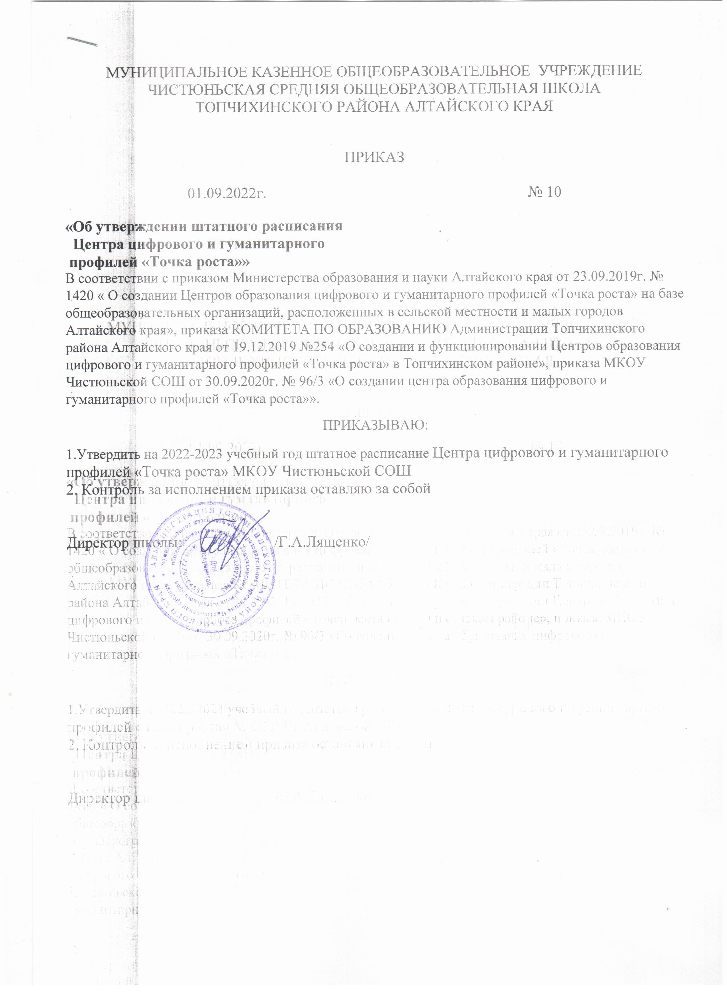 МУНИЦИПАЛЬНОЕ КАЗЕННОЕ ОБЩЕОБРАЗОВАТЕЛЬНОЕ УЧРЕЖДЕНИЕ
ЧИСТЮНЬСКАЯ СРЕДНЯЯ ОБЩЕОБРАЗОВАТЕЛЬНАЯ ШКОЛА
ТОПЧИХИНСКОГО РАЙОНА АЛТАЙСКОГО КРАЯ
ПРИКАЗ
01.09.2022г. № 10
«Об утверждении штатного расписания
Центра цифрового и гуманитарного
профилей «Точка роста»»
В соответствии с приказом Министерства образования и науки Алтайского края от 23.09.2019г. №
1420 « О создании Центров образования цифрового и гуманитарного профилей «Точка роста» на базе
общеобразовательных организаций, расположенных в сельской местности и малых городов
Алтайского края», приказа КОМИТЕТА ПО ОБРАЗОВАНИЮ Администрации Топчихинского
района Алтайского края от 19.12.2019 №254 «О создании и функционировании Центров образования
цифрового и гуманитарного профилей «Точка роста» в Топчихинском районе», приказа МКОУ
Чистюньской СОШ от 30.09.2020г. № 96/3 «О создании центра образования цифрового и
гуманитарного профилей «Точка роста»».
ПРИКАЗЫВАЮ:
1.Утвердить на 2022-2023 учебный год штатное расписание Центра цифрового и гуманитарного
профилей «Точка роста» МКОУ Чистюньской СОШ
2. Контроль за исполнением приказа оставляю за собой
Директор школы: /Г.А.Лященко/
АДМИНИСТРАЦИЯ ТОПЧИХИНСКОГО РАЙОНА АЛТАЙСКОГО КРАЯ
Для
документов